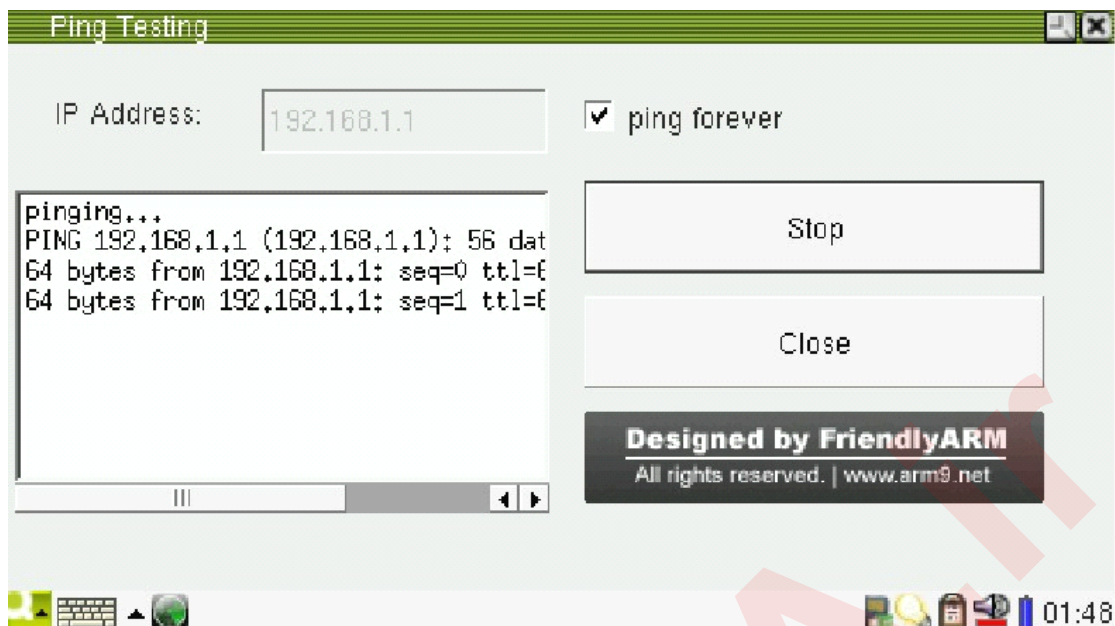 Ping Testing
IP Address:
192.168.1.1
ping forever
pinging...
PING 192.168.1.1 (192.168.1.1): 56 dat
64 bytes from 192.168.1.1: seq=0 ttl=
64 bytes from 192.168.1.1: seq=1 ttl=
Stop
Close
Designed by FriendlyARM
All rights reserved. | www.arm9.net
01:48